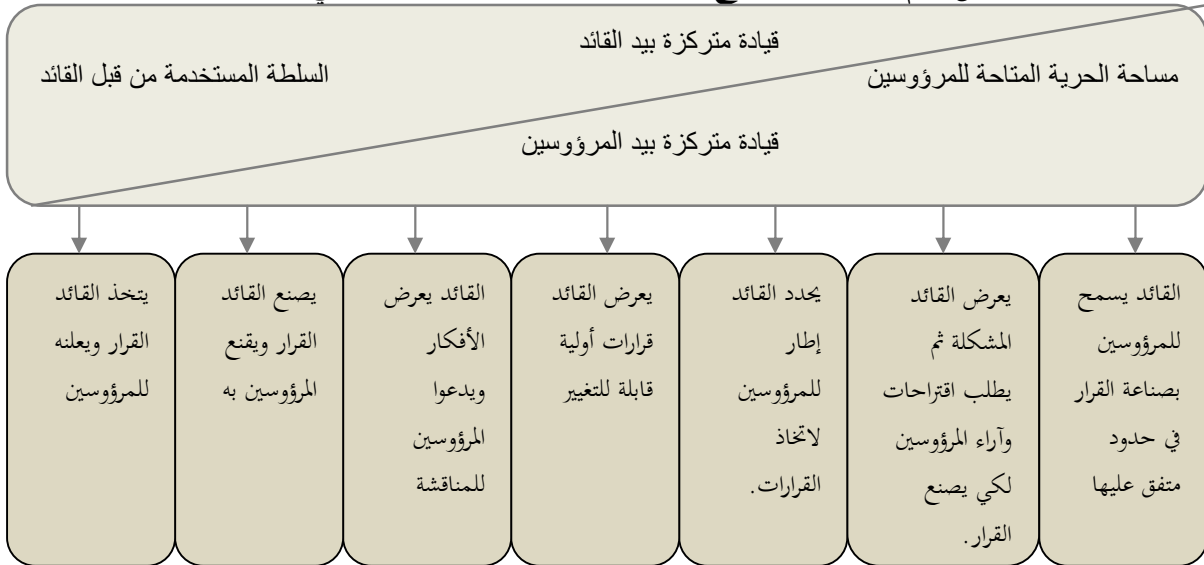 قيادة متركزة بيد القائد
مساحة الحرية المتاحة للمرؤوسين
السلطة المستخدمة من قبل القائد
قيادة متركزة بيد المرؤوسين
القائد يسمح
للمرؤوسين
بصناعة القرار
في حدود
متفق عليها
يعرض القائد
المشكلة ثم
يطلب اقتراحات
وآراء المرؤوسين
لكي يصنع
القرار.
يحدد القائد
إطار
للمرؤوسين
لاتخاذ
القرارات.
يعرض القائد
قرارات أولية
قابلة للتغيير
القائد يعرض
الأفكار
ويدعوا
المرؤوسين
للمناقشة
يصنع القائد
القرار ويقنع
المرؤوسين به
يتخذ القائد
القرار ويعلنه
للمرؤوسين